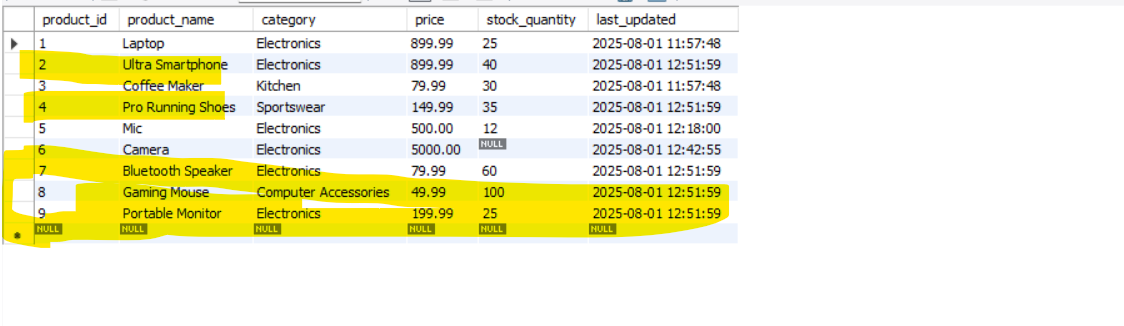 product_id product_name category price stock_quantity last_updated
1 Laptop Electronics 899.99 25 2025-08-01 11:57:48
2 Ultra Smartphone Electronics 899.99 40 2025-08-01 12:51:59
3 Coffee Maker Kitchen 79.99 30 2025-08-01 11:57:48
4 Pro Running Shoes Sportswear 149.99 35 2025-08-01 12:51:59
5 Mic Electronics 500.00 12 2025-08-01 12:18:00
6 Camera Electronics 5000.00 NULL 2025-08-01 12:42:55
7 Bluetooth Speaker Electronics 79.99 60 2025-08-01 12:51:59
8 Gaming Mouse Computer Accessories 49.99 100 2025-08-01 12:51:59
9 Portable Monitor Electronics 199.99 25 2025-08-01 12:51:59
NULL NULL NULL NULL NULL NULL